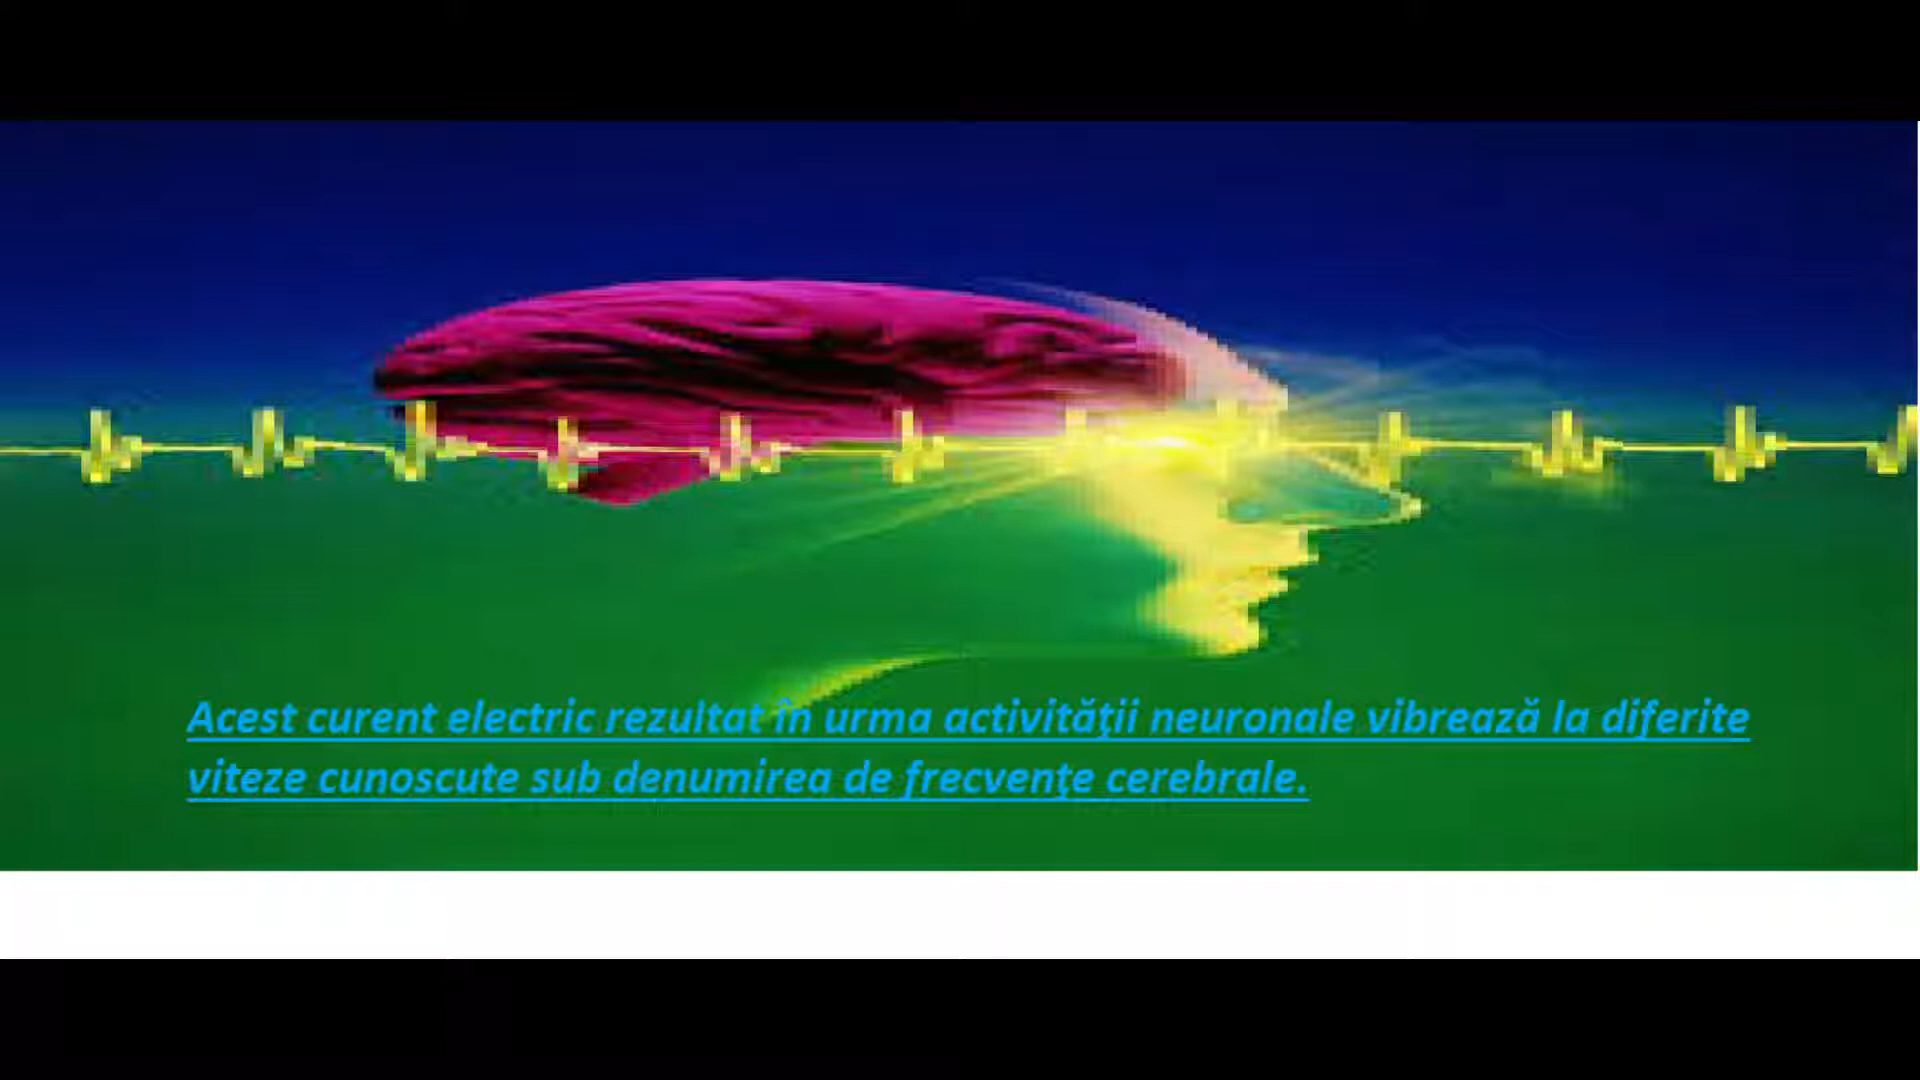 Acest curent electric rezultat în urma activităţii neuronale vibrează la diferite
viteze cunoscute sub denumirea de frecvenţe cerebrale.